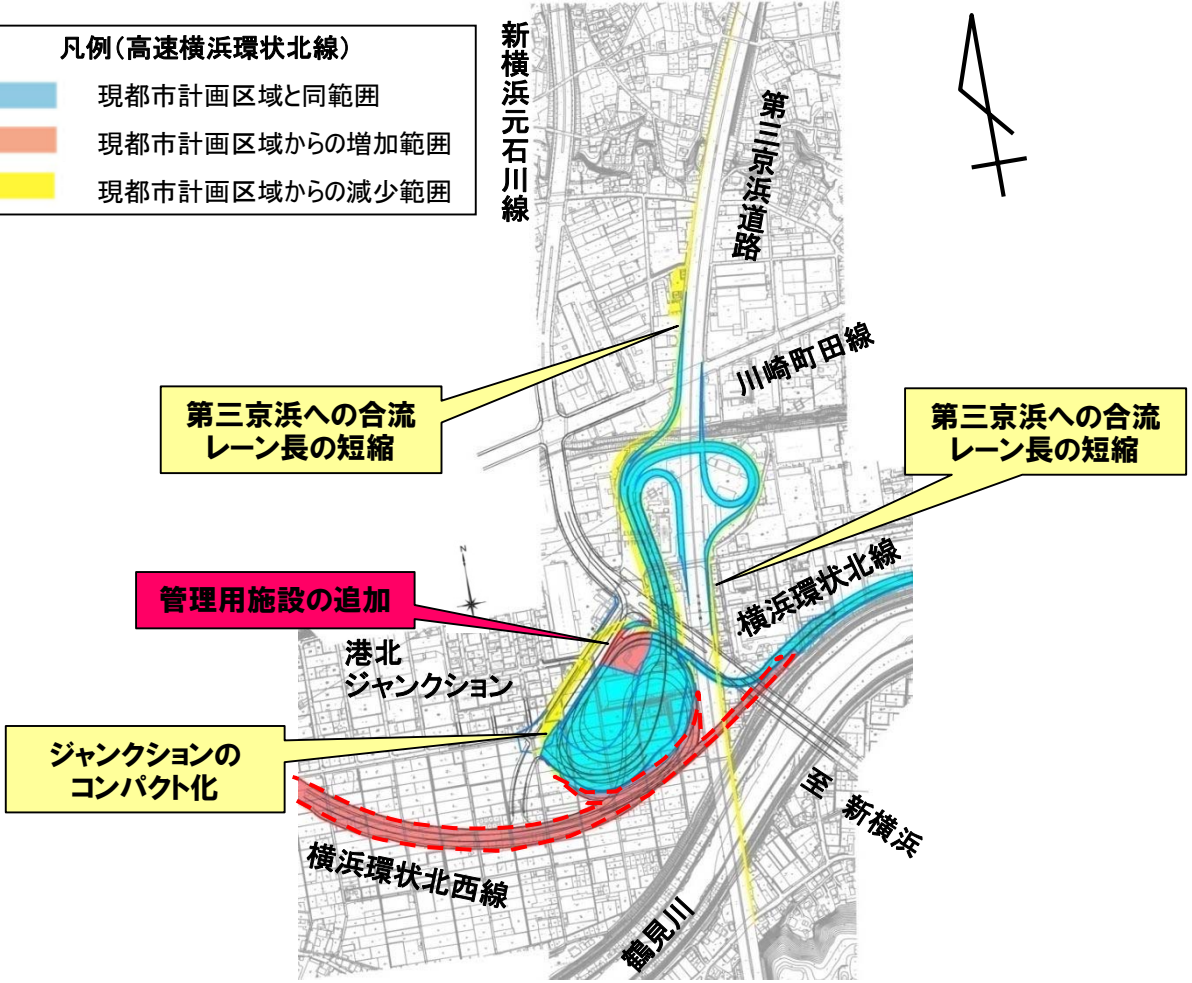 凡例(高速横浜環状北線)
現都市計画区域と同範囲
現都市計画区域からの増加範囲
現都市計画区域からの減少範囲
新横浜元石川線
第三京浜道路
川崎町田線
第三京浜への合流
レーン長の短縮
第三京浜への合流
レーン長の短縮
横浜環状北線
N
管理用施設の追加
港北
ジャンクション
ジャンクションの
コンパクト化
至 新横浜
横浜環状北西線
鶴見川